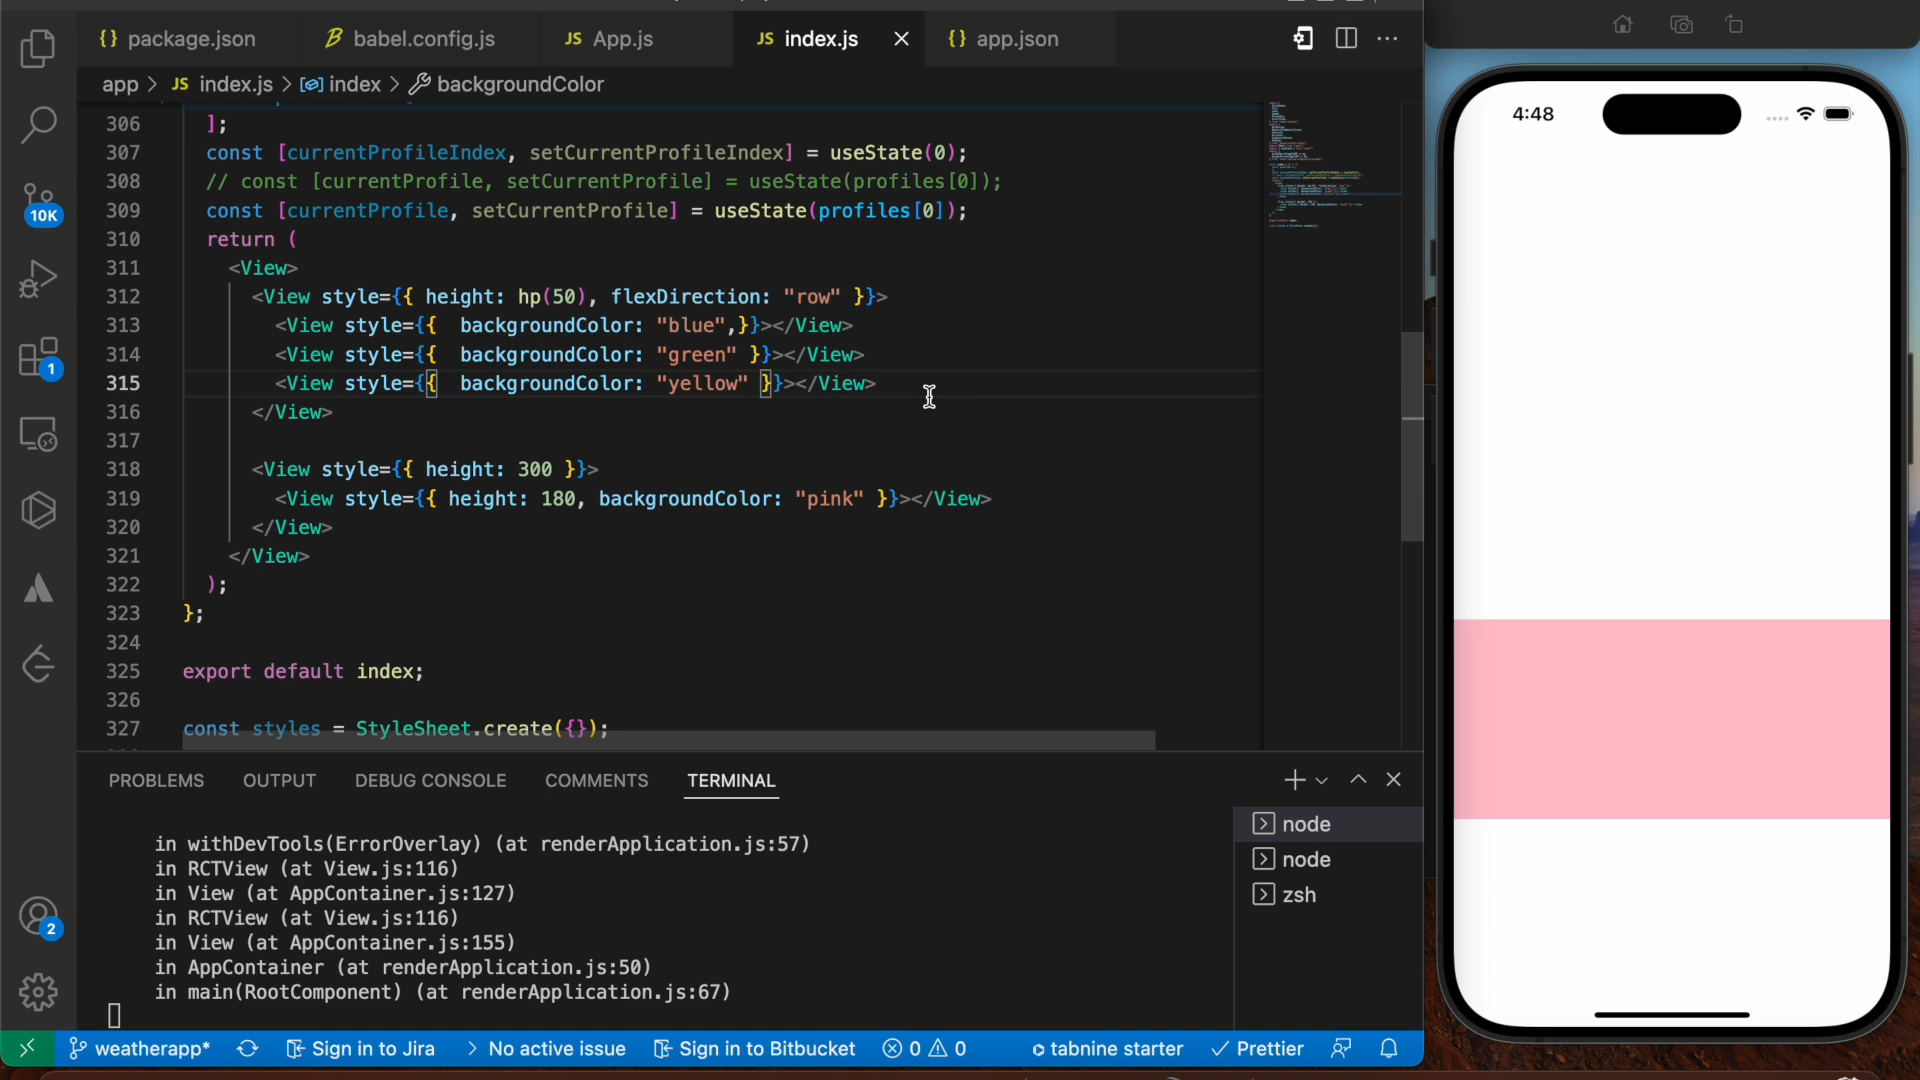 package.json
babel.config.js
JS App.js
JS index.js
app.json
app > JS index.js > index > backgroundColor
306 ];
307 const [currentProfileIndex, setCurrentProfileIndex] = useState(0);
308 // const [currentProfile, setCurrentProfile] = useState(profiles[0]);
309 const [currentProfile, setCurrentProfile] = useState(profiles[0]);
310 return (
311 <View>
312 <View style={{ height: hp(50), flexDirection: "row" }}>
313 <View style={{  backgroundColor: "blue",}}></View>
314 <View style={{  backgroundColor: "green" }}></View>
315 <View style={{  backgroundColor: "yellow" }}></View>
316 </View>
317
318 <View style={{ height: 300 }}>
319 <View style={{ height: 180, backgroundColor: "pink" }}></View>
320 </View>
321 </View>
322 );
323 };
324
325 export default index;
326
327 const styles = StyleSheet.create({});
10K
1
2
PROBLEMS OUTPUT DEBUG CONSOLE COMMENTS TERMINAL
in withDevTools(ErrorOverlay) (at renderApplication.js:57)
in RCTView (at View.js:116)
in View (at AppContainer.js:127)
in RCTView (at View.js:116)
in View (at AppContainer.js:155)
in AppContainer (at renderApplication.js:50)
in main(RootComponent) (at renderApplication.js:67)
node
node
zsh
weatherapp* Sign in to Jira > No active issue Sign in to Bitbucket 0 0 tabnine starter Prettier
4:48